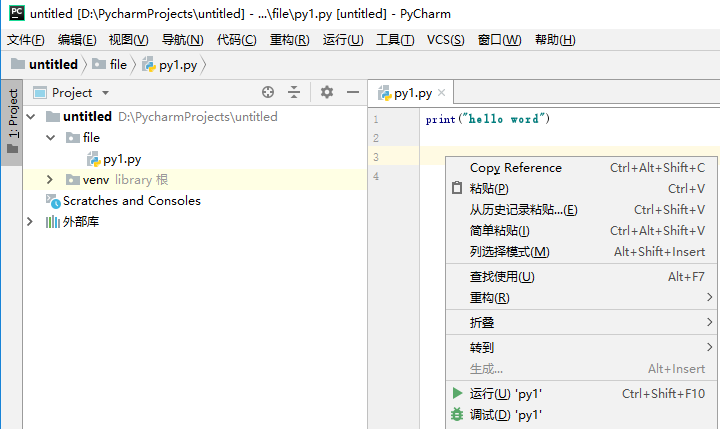 untitled [D:\PycharmProjects\untitled] - ...\file\py1.py [untitled] - PyCharm
文件(F) 编辑(E) 视图(V) 导航(N) 代码(C) 重构(R) 运行(U) 工具(T) VCS(S) 窗口(W) 帮助(H)
untitled file py1.py
1: Project
Project
untitled D:\PycharmProjects\untitled
file
py1.py
venv library 根
Scratches and Consoles
外部库
py1.py
1 print("hello word")
2
3
4
Copy Reference Ctrl+Alt+Shift+C
粘贴(P) Ctrl+V
从历史记录粘贴...(E) Ctrl+Shift+V
简单粘贴(I) Ctrl+Alt+Shift+V
列选择模式(M) Alt+Shift+Insert
查找使用(U) Alt+F7
重构(R)
折叠
转到
生成... Alt+Insert
运行(U) 'py1' Ctrl+Shift+F10
调试(D) 'py1'